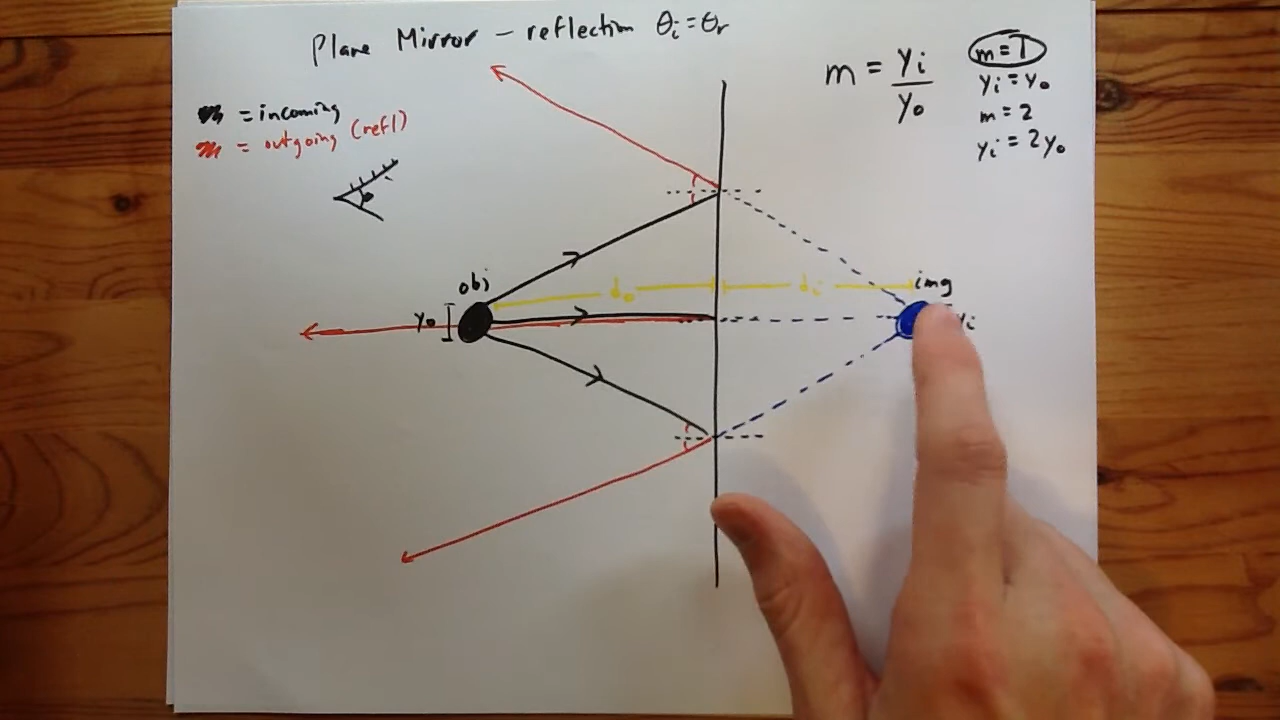 Plane Mirror - reflection θi = θr
= incoming
= outgoing (refl)
m = yi/yo
m = 1
yi = yo
m = 2
yi = 2yo
obj
yo
do
di
img